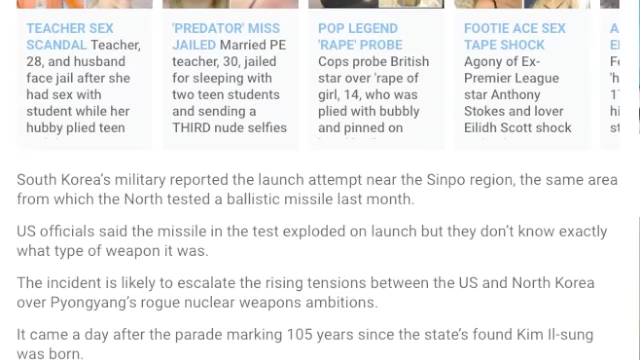 TEACHER SEX
SCANDAL Teacher,
28, and husband
face jail after she
had sex with
student while her
hubby plied teen
'PREDATOR' MISS
JAILED Married PE
teacher, 30, jailed
for sleeping with
two teen students
and sending a
THIRD nude selfies
POP LEGEND
'RAPE' PROBE
Cops probe British
star over 'rape of
girl, 14, who was
plied with bubbly
and pinned on
FOOTIE ACE SEX
TAPE SHOCK
Agony of Ex-
Premier League
star Anthony
Stokes and lover
Eilidh Scott shock
South Korea's military reported the launch attempt near the Sinpo region, the same area
from which the North tested a ballistic missile last month.
US officials said the missile in the test exploded on launch but they don't know exactly
what type of weapon it was.
The incident is likely to escalate the rising tensions between the US and North Korea
over Pyongyang's rogue nuclear weapons ambitions.
It came a day after the parade marking 105 years since the state's found Kim Il-sung
was born.